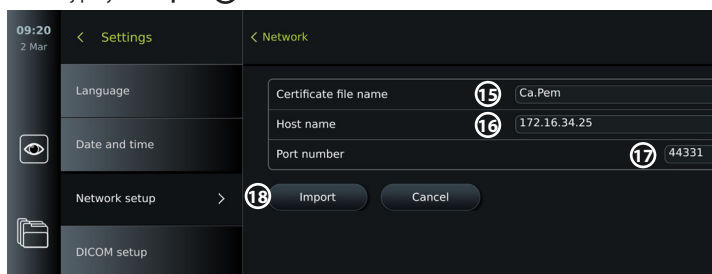 09:20
2 Mar
Settings
Network
Language
Date and time
Network setup
DICOM setup
Certificate file name
15
Ca.Pem
Host name
16
172.16.34.25
Port number
17
44331
18
Import
Cancel